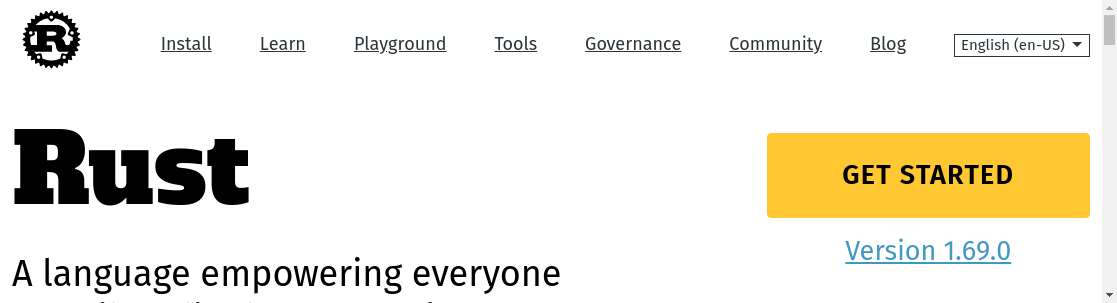 R
Install Learn Playground Tools Governance Community Blog English (en-US)
Rust
GET STARTED
Version 1.69.0
A language empowering everyone